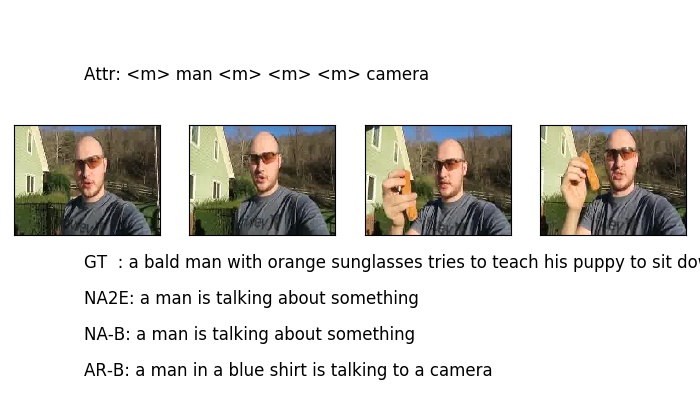 Attr: <m> man <m> <m> <m> camera
GT  : a bald man with orange sunglasses tries to teach his puppy to sit
NA2E: a man is talking about something
NA-B: a man is talking about something
AR-B: a man in a blue shirt is talking to a camera